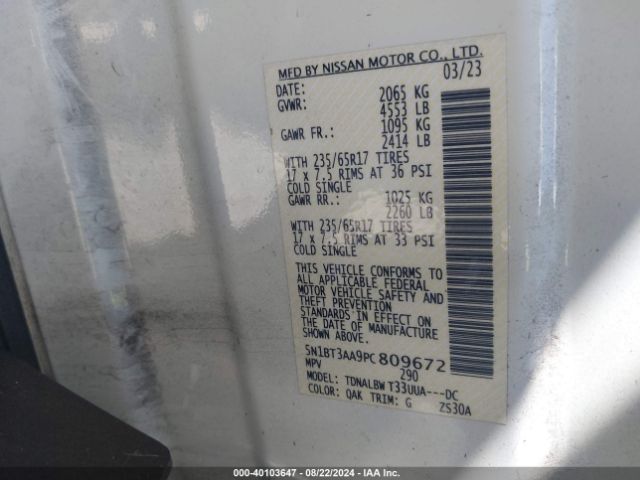 MFD BY NISSAN MOTOR CO., LTD.
DATE: 03/23
GVWR: 2065 KG
4553 LB
GAWR FR.: 1095 KG
2414 LB
WITH 235/65R17 TIRES
17 x 7.5 RIMS AT 36 PSI
COLD SINGLE
GAWR RR.: 1025 KG
2260 LB
WITH 235/65R17 TIRES
17 x 7.5 RIMS AT 33 PSI
COLD SINGLE
THIS VEHICLE CONFORMS TO
ALL APPLICABLE FEDERAL
MOTOR VEHICLE SAFETY AND
THEFT PREVENTION
STANDARDS IN EFFECT ON
THE DATE OF MANUFACTURE
SHOWN ABOVE.
5N1BT3AA9PC 809672
MPV Z90
MODEL: TDNALBW T33UUA---DC
COLOR: QAK TRIM: G ZS30A
000-40103647 - 08/22/2024 - IAA Inc.